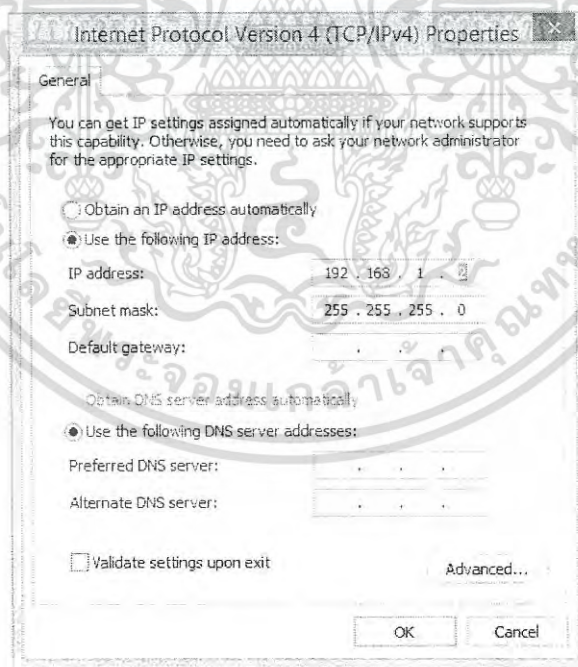 Internet Protocol Version 4 (TCP/IPv4) Properties
General
You can get IP settings assigned automatically if your network supports
this capability. Otherwise, you need to ask your network administrator
for the appropriate IP settings.
Obtain an IP address automatically
Use the following IP address:
IP address: 192 . 168 . 1 .
Subnet mask: 255 . 255 . 255 . 0
Default gateway: . . .
Obtain DNS server address automatically
Use the following DNS server addresses:
Preferred DNS server: . . .
Alternate DNS server: . . .
Validate settings upon exit
Advanced...
OK Cancel